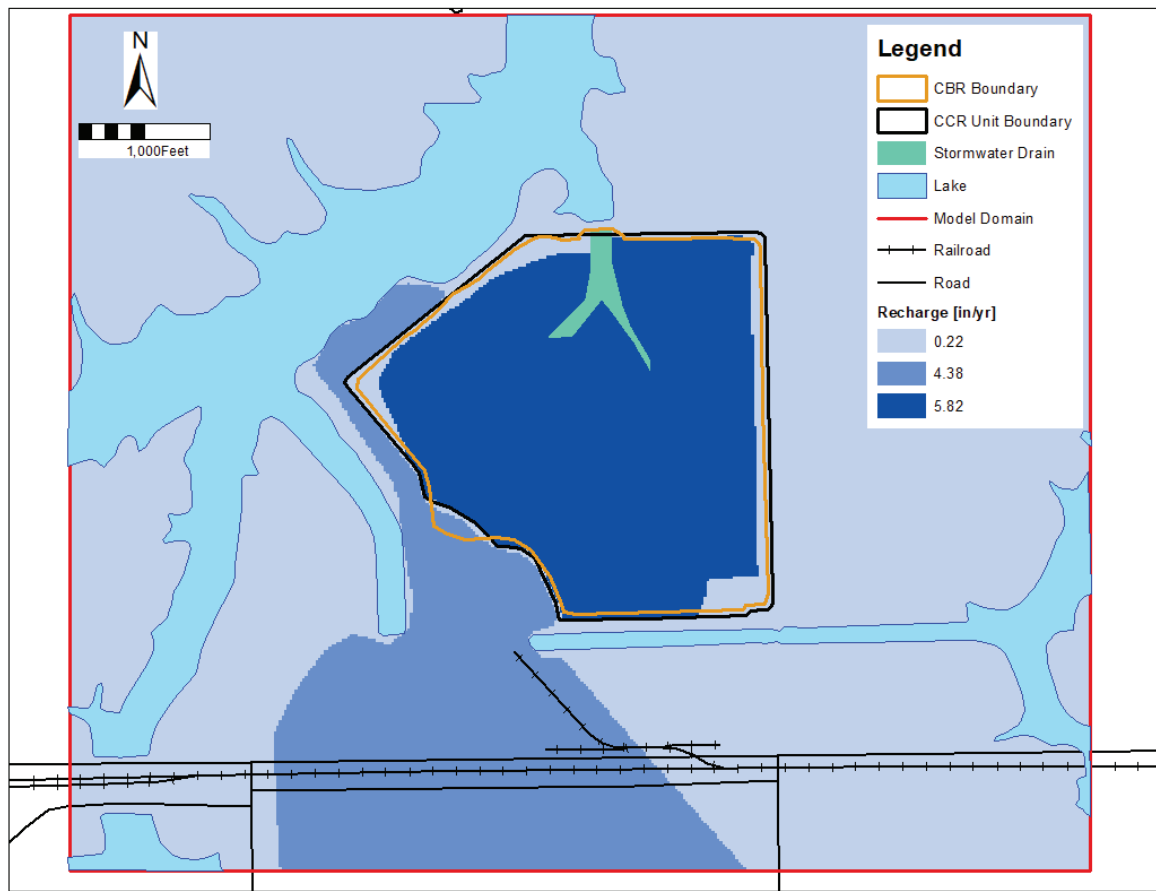 N
1,000Feet
Legend
CBR Boundary
CCR Unit Boundary
Stormwater Drain
Lake
Model Domain
Railroad
Road
Recharge [in/yr]
0.22
4.38
5.82